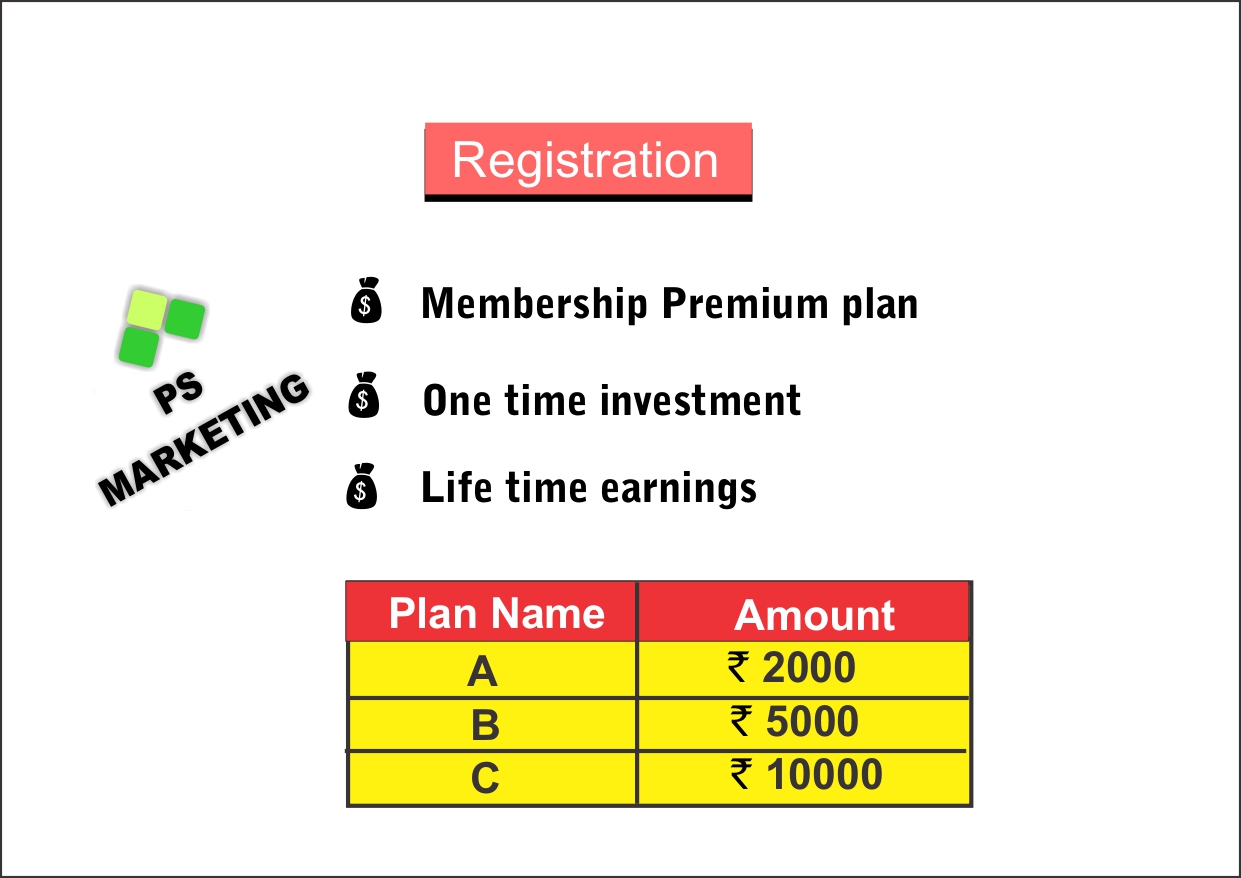 Registration
Membership Premium plan
One time investment
Life time earnings
PS
MARKETING
Plan Name Amount
A ₹ 2000
B ₹ 5000
C ₹ 10000